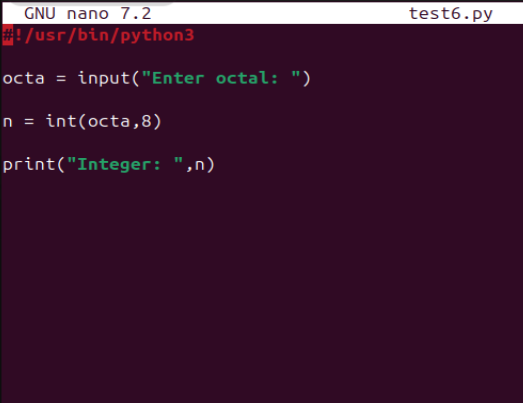 GNU nano 7.2 test6.py
#!/usr/bin/python3
octa = input("Enter octal: ")
n = int(octa,8)
print("Integer: ",n)